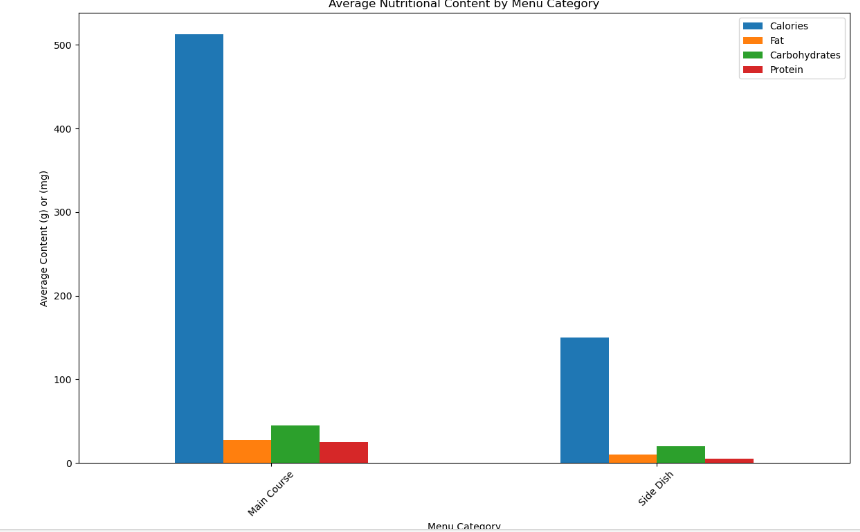 Average Nutritional Content by Menu Category
Calories
Fat
Carbohydrates
Protein
500
400
300
200
100
0
Average Content (g) or (mg)
Main Course
Side Dish
Menu Category